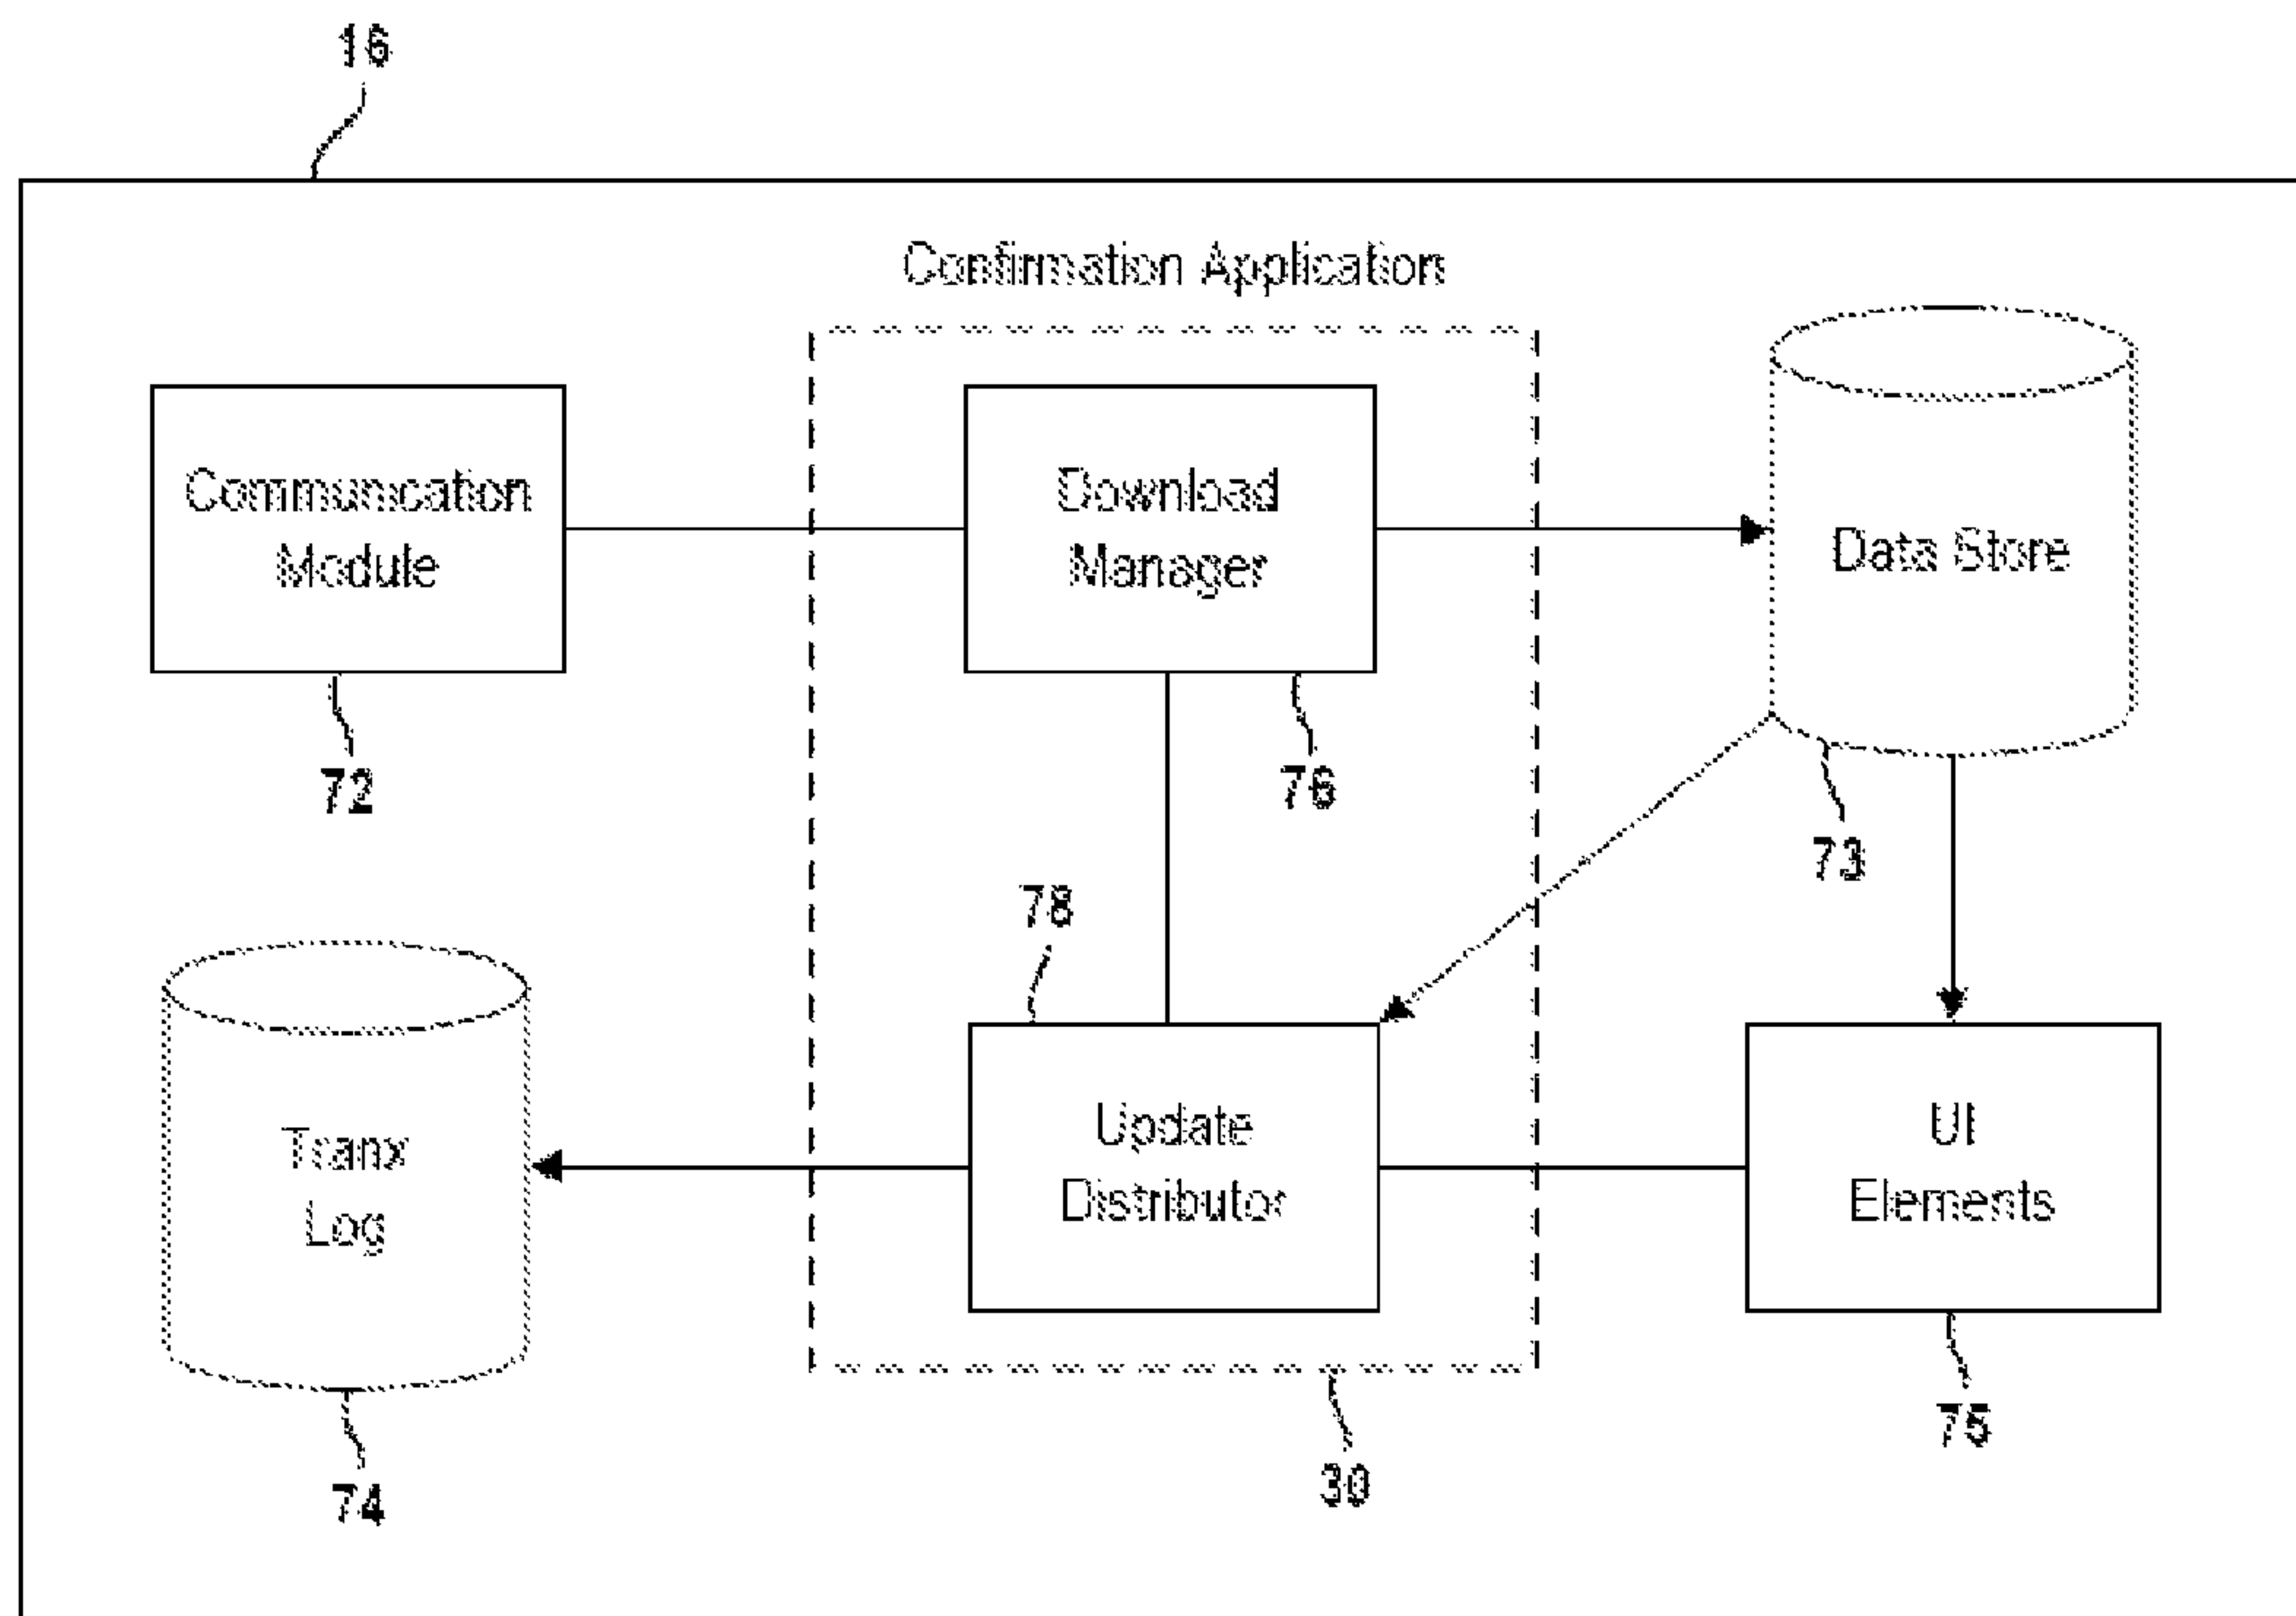 16
Confirmation Application
Communication
Module
Download
Manager
Data Store
72
76
73
78
Tranx
Log
Update
Distributor
UI
Elements
75
30
74